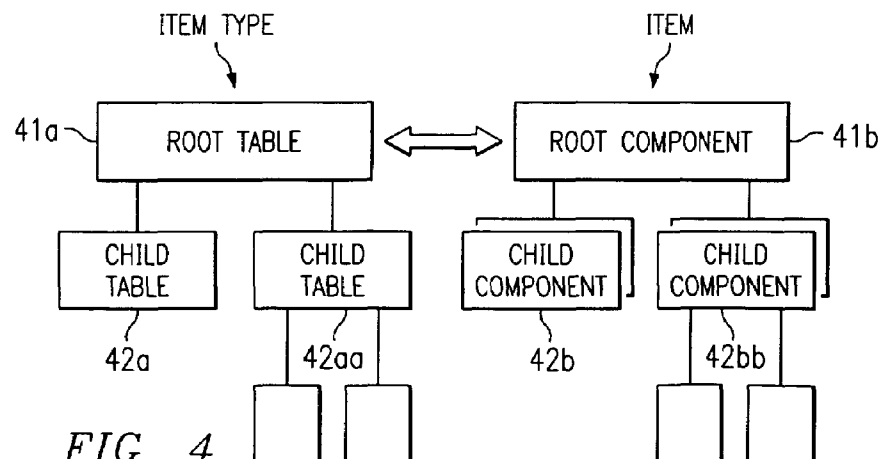 ITEM TYPE
ITEM
41a
ROOT TABLE
ROOT COMPONENT
41b
CHILD
TABLE
CHILD
TABLE
CHILD
COMPONENT
CHILD
COMPONENT
42a
42aa
42b
42bb
FIG. 4